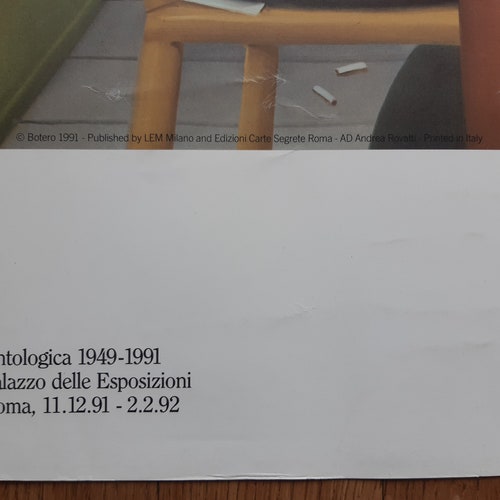 © Botero 1991 - Published by LEM Milano and Edizioni Carte Segrete Roma - AD Andrea Rovatti - Printed in Italy
ntologica 1949-1991
alazzo delle Esposizioni
oma, 11.12.91 - 2.2.92